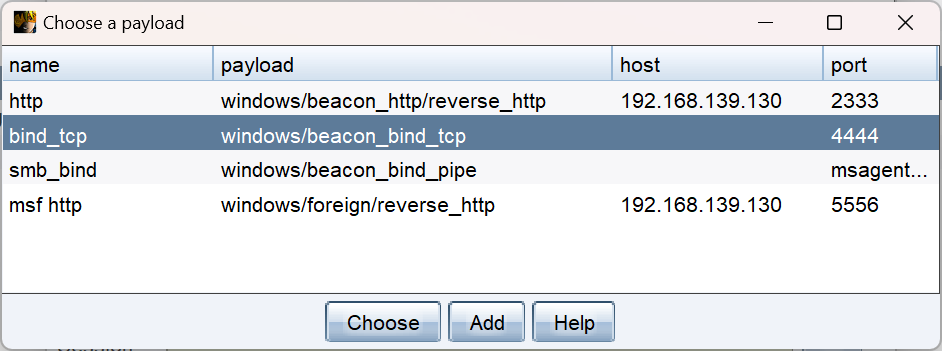 Choose a payload
name payload host port
http windows/beacon_http/reverse_http 192.168.139.130 2333
bind_tcp windows/beacon_bind_tcp 4444
smb_bind windows/beacon_bind_pipe msagent...
msf http windows/foreign/reverse_http 192.168.139.130 5556
Choose Add Help